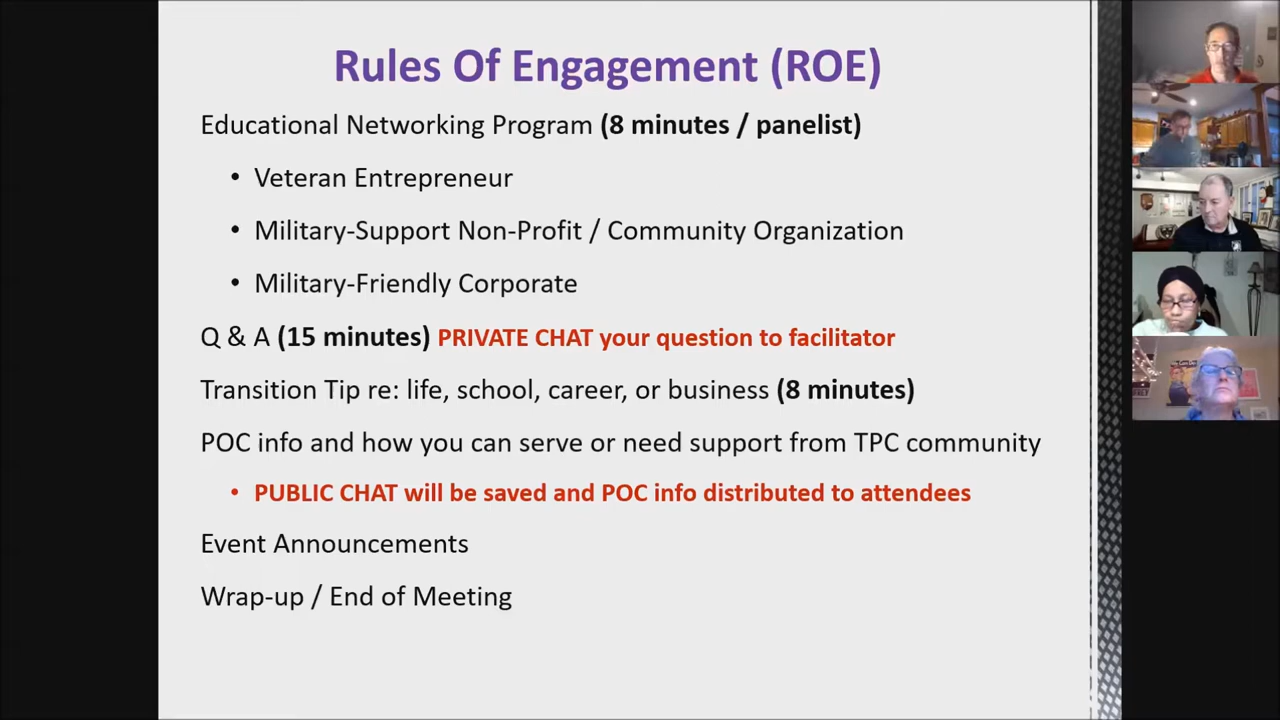 Rules Of Engagement (ROE)
Educational Networking Program (8 minutes / panelist)
• Veteran Entrepreneur
• Military-Support Non-Profit / Community Organization
• Military-Friendly Corporate
Q & A (15 minutes) PRIVATE CHAT your question to facilitator
Transition Tip re: life, school, career, or business (8 minutes)
POC info and how you can serve or need support from TPC community
• PUBLIC CHAT will be saved and POC info distributed to attendees
Event Announcements
Wrap-up / End of Meeting